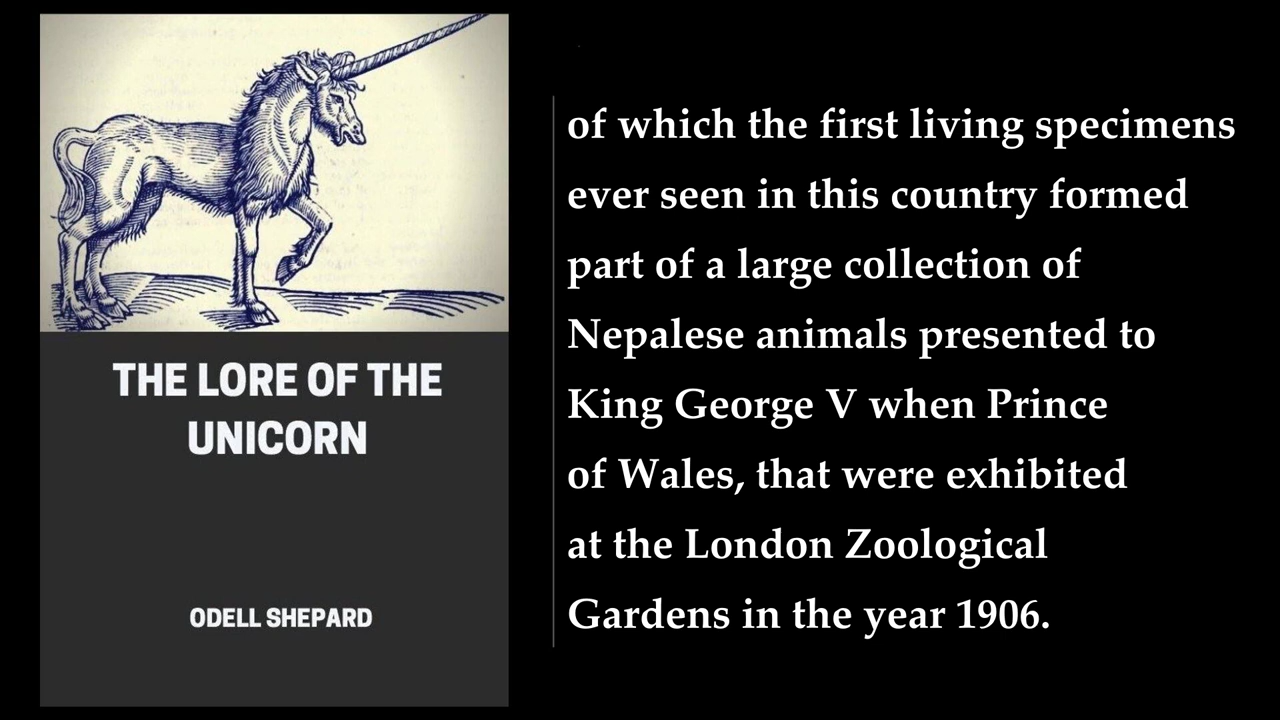 THE LORE OF THE
UNICORN
ODELL SHEPARD
of which the first living specimens
ever seen in this country formed
part of a large collection of
Nepalese animals presented to
King George V when Prince
of Wales, that were exhibited
at the London Zoological
Gardens in the year 1906.